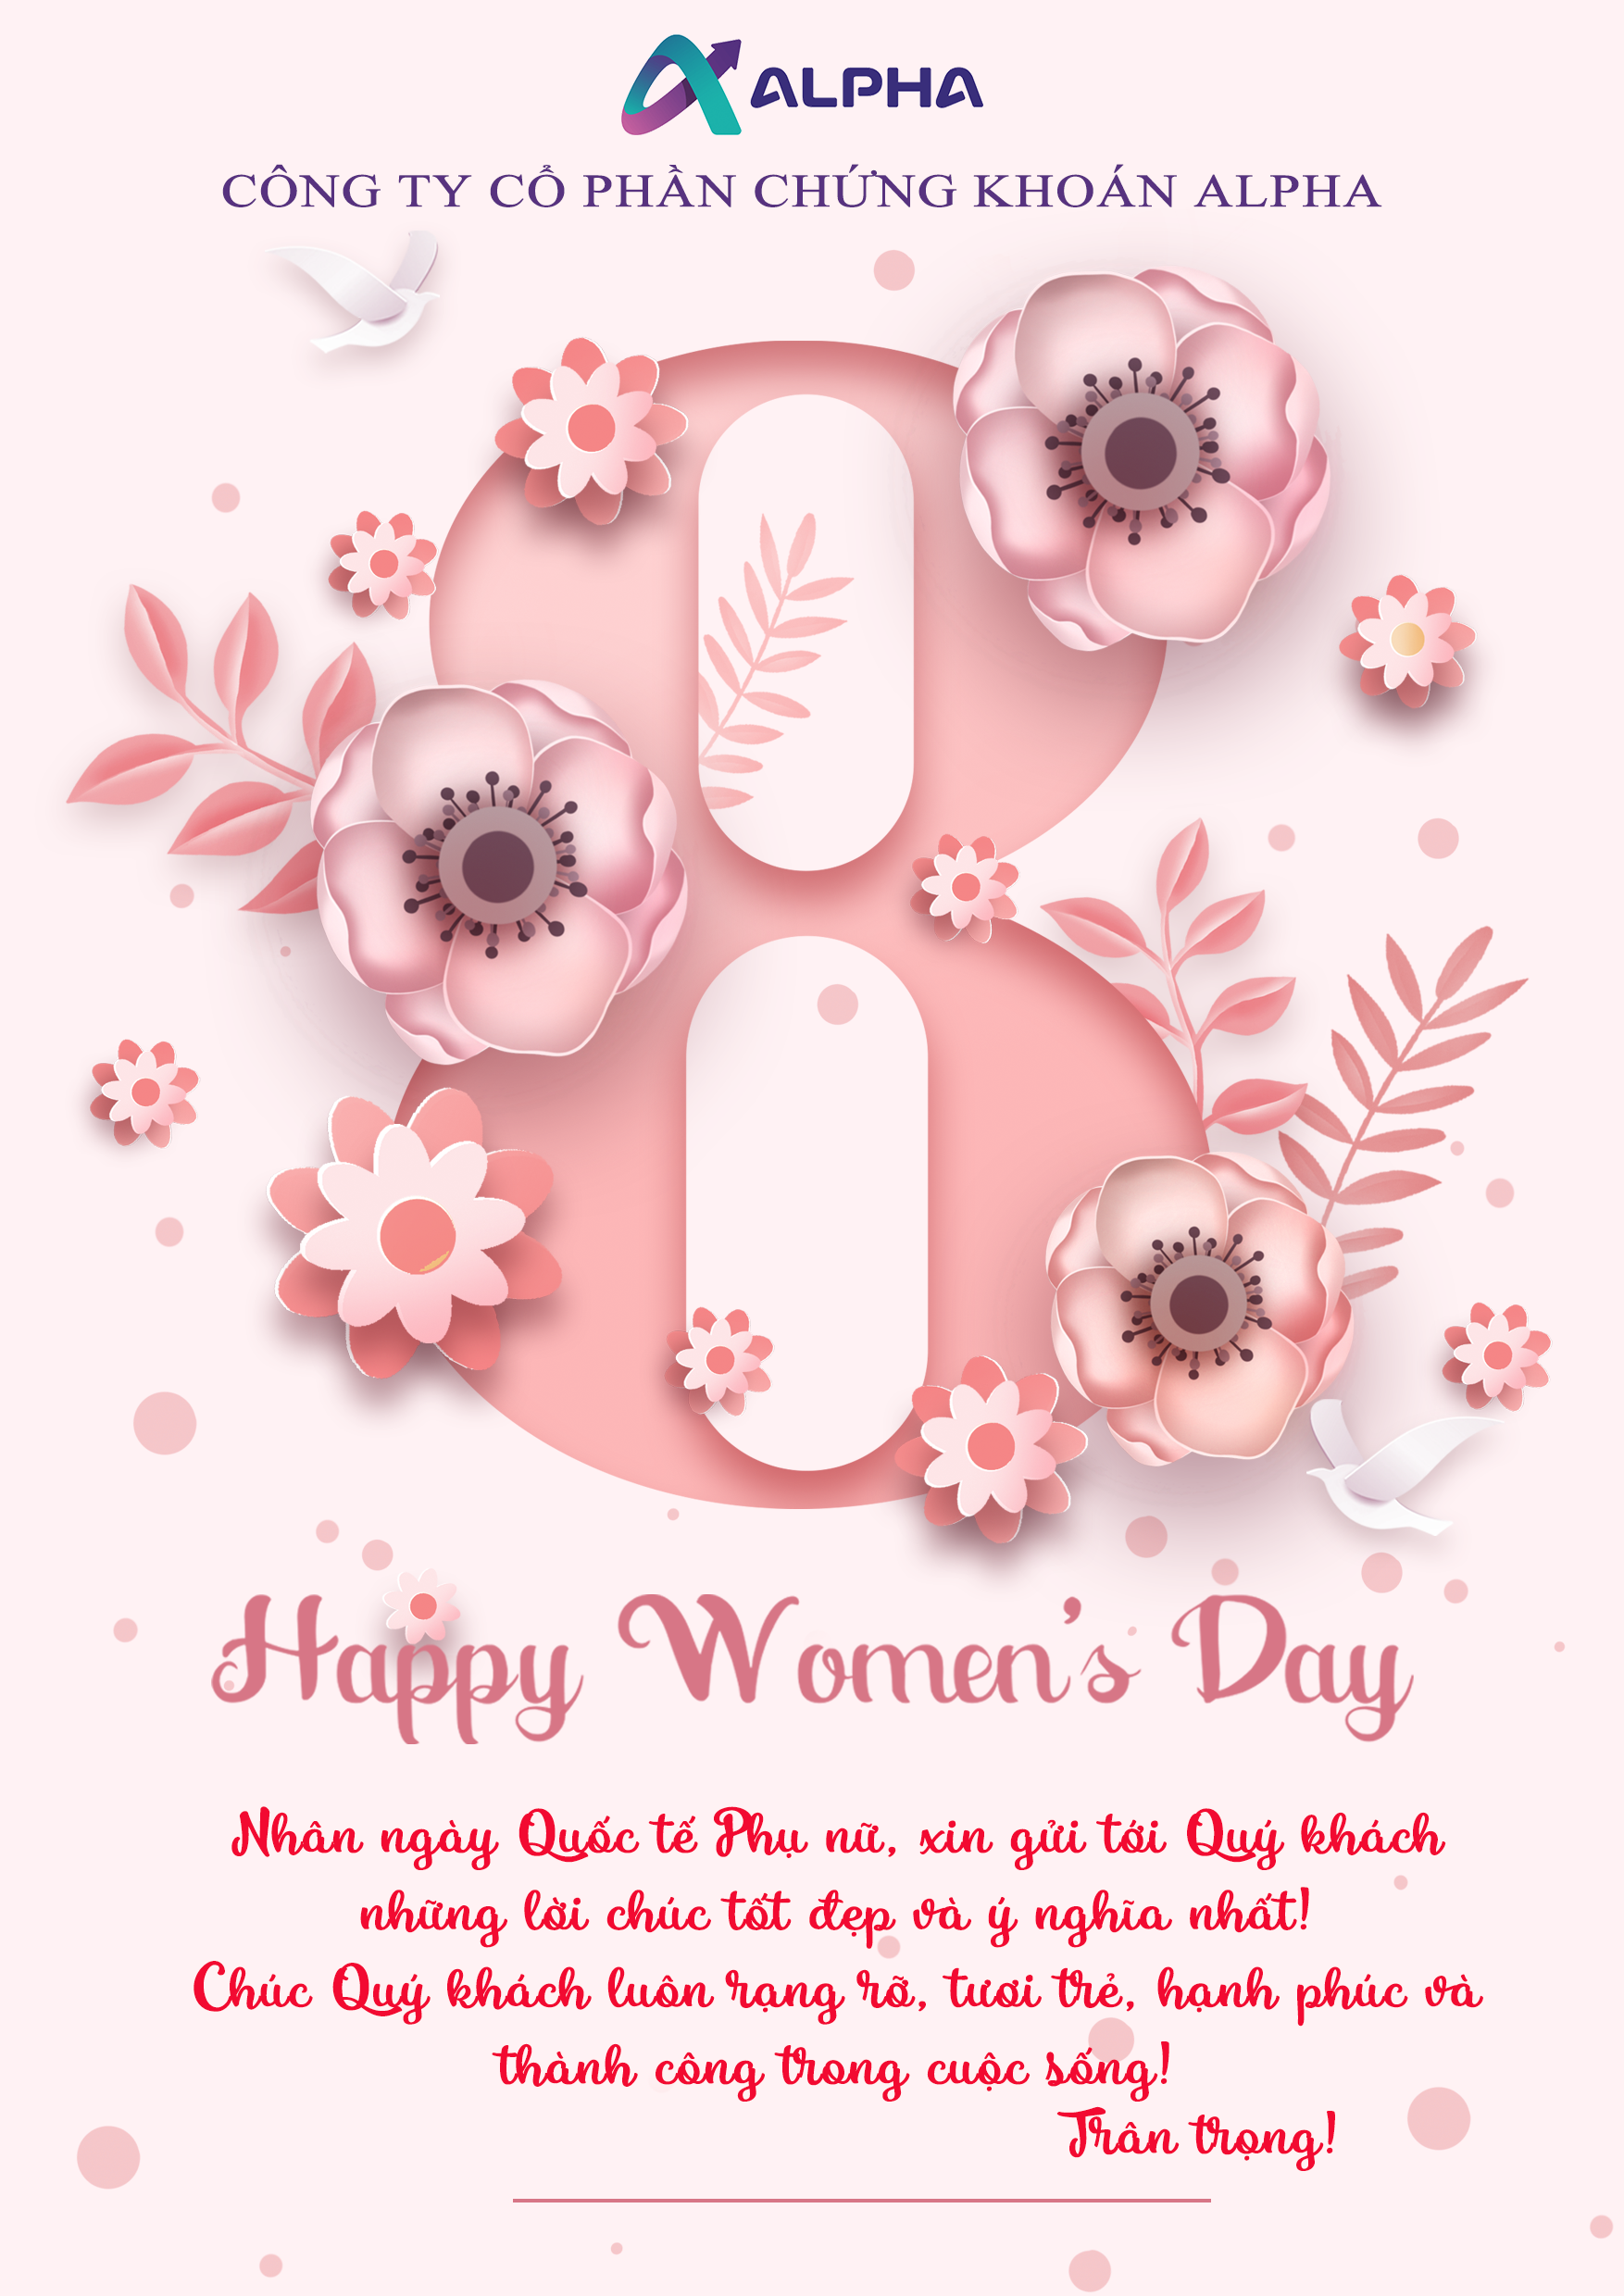 ALPHA
CÔNG TY CỔ PHẦN CHỨNG KHOÁN ALPHA
8
Happy Women's Day
Nhân ngày Quốc tế Phụ nữ, xin gửi tới Quý khách
những lời chúc tốt đẹp và ý nghĩa nhất!
Chúc Quý khách luôn rạng rỡ, tươi trẻ, hạnh phúc và
thành công trong cuộc sống!
Trân trọng!